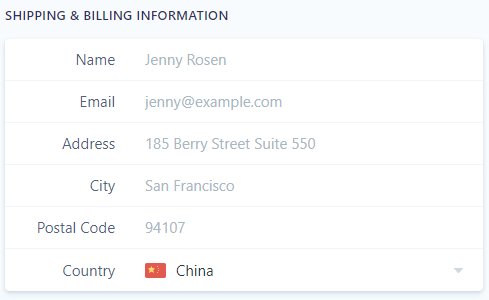 SHIPPING & BILLING INFORMATION
Name Jenny Rosen
Email jenny@example.com
Address 185 Berry Street Suite 550
City San Francisco
Postal Code 94107
Country China